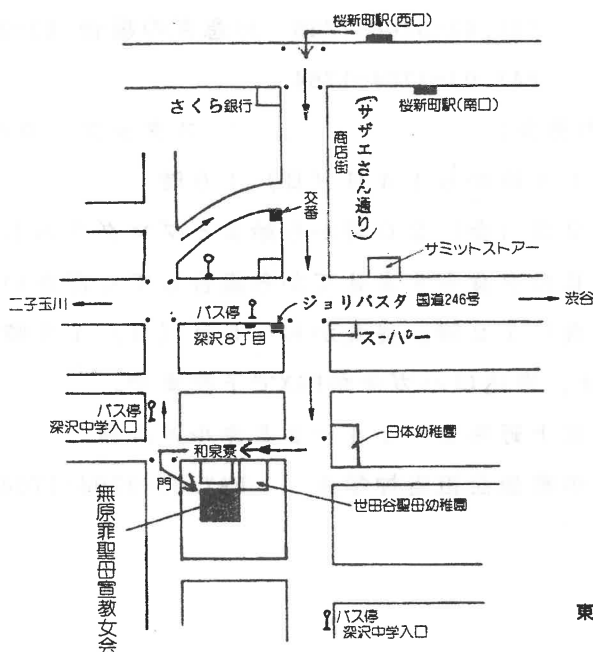 桜新町駅(西口)
さくら銀行
桜新町駅(南口)
商店街
(サザエさん通り)
交番
サミットストアー
二子玉川
バス停
ジョリパスタ
国道246号
渋谷
深沢8丁目
スーパー
バス停
深沢中学入口
日体幼稚園
和泉寮
門
世田谷聖母幼稚園
無原罪聖母宣教女会
東
バス停
深沢中学入口